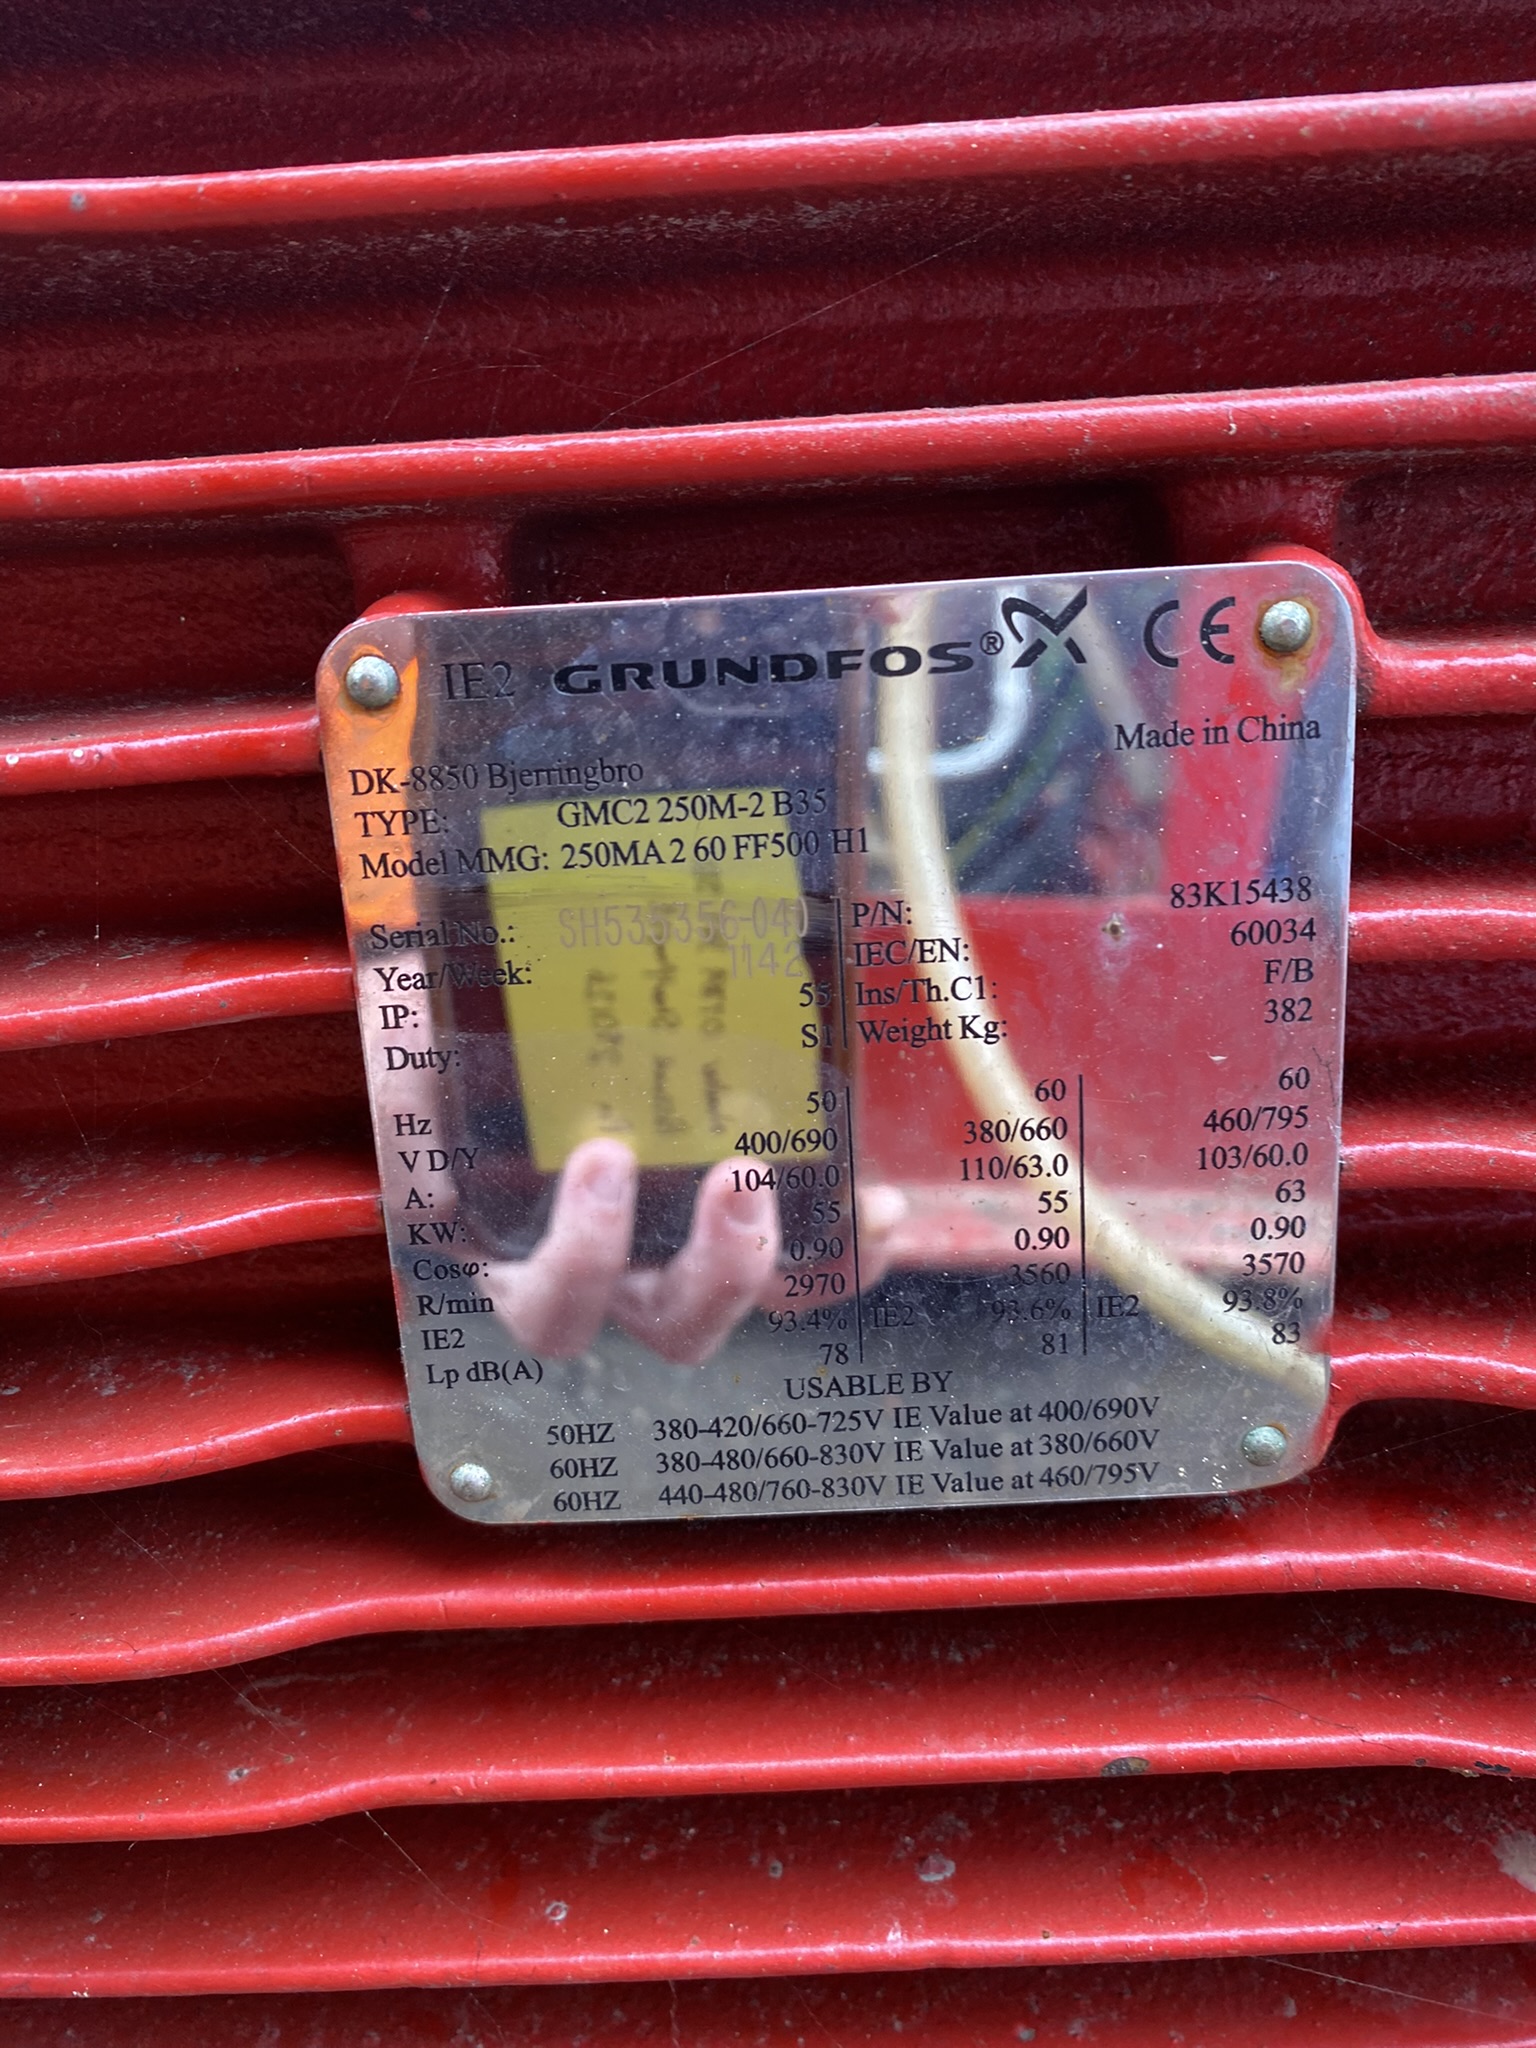 IE2 GRUNDFOS® CE
Made in China
DK-8850 Bjerringbro
TYPE: GMC2 250M-2 B35
Model MMG: 250MA 2 60 FF500 H1
Serial No.: P/N: 83K15438
Year/Week: 1142 IEC/EN: 60034
IP: 55 Ins/Th.C1: F/B
Duty: S1 Weight Kg: 382
Hz 50 60 60
V D/Y 400/690 380/660 460/795
A: 104/60.0 110/63.0 103/60.0
KW: 55 55 63
Cosφ: 0.90 0.90 0.90
R/min 2970 3560 3570
IE2 93.4% IE2 93.6% IE2 93.8%
Lp dB(A) 78 81 83
USABLE BY
50HZ 380-420/660-725V IE Value at 400/690V
60HZ 380-480/660-830V IE Value at 380/660V
60HZ 440-480/760-830V IE Value at 460/795V